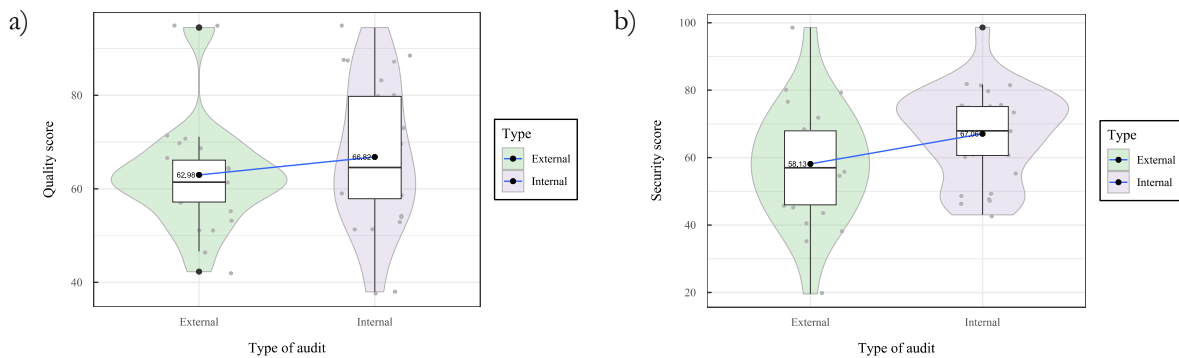 a)
Quality score
80
60
40
62.98
66.82
External
Internal
Type of audit
Type
External
Internal
b)
Security score
100
80
60
40
20
58.13
67.06
External
Internal
Type of audit
Type
External
Internal